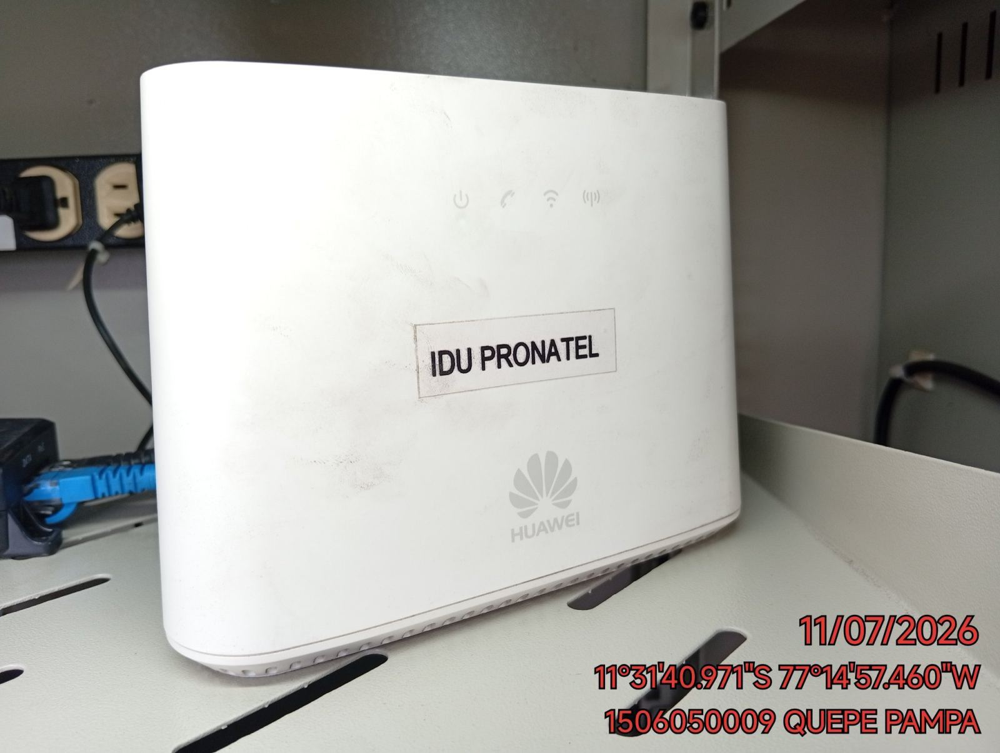 IDU PRONATEL
HUAWEI
11/07/2026
11°31'40.971"S 77°14'57.460"W
1506050009 QUEPE PAMPA